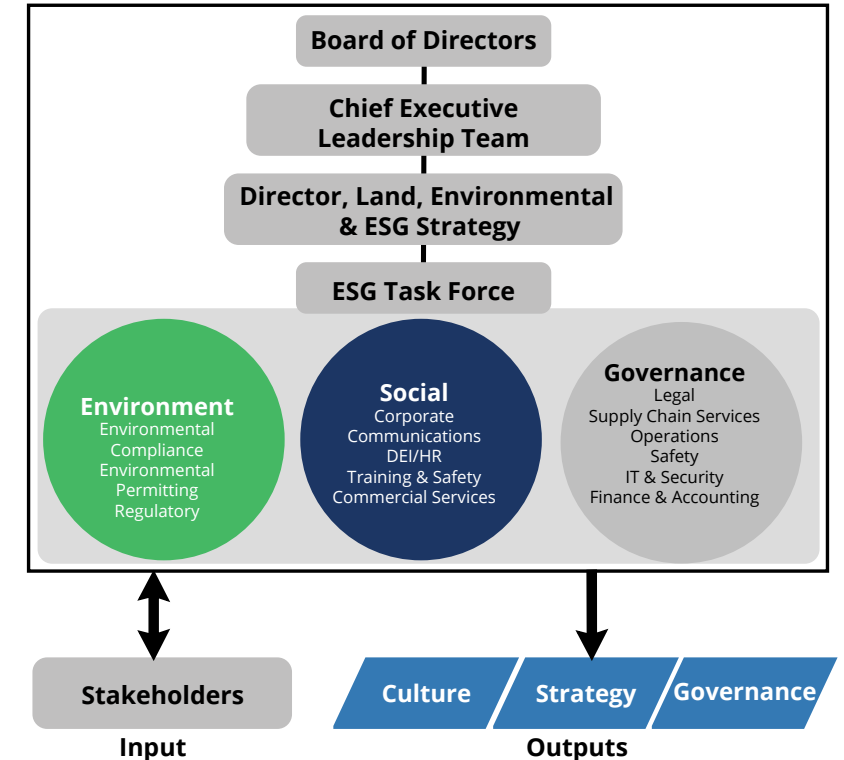 Board of Directors
Chief Executive
Leadership Team
Director, Land, Environmental
& ESG Strategy
ESG Task Force
Environment
Environmental
Compliance
Environmental
Permitting
Regulatory
Social
Corporate
Communications
DEI/HR
Training & Safety
Commercial Services
Governance
Legal
Supply Chain Services
Operations
Safety
IT & Security
Finance & Accounting
Stakeholders
Input
Culture
Strategy
Governance
Outputs